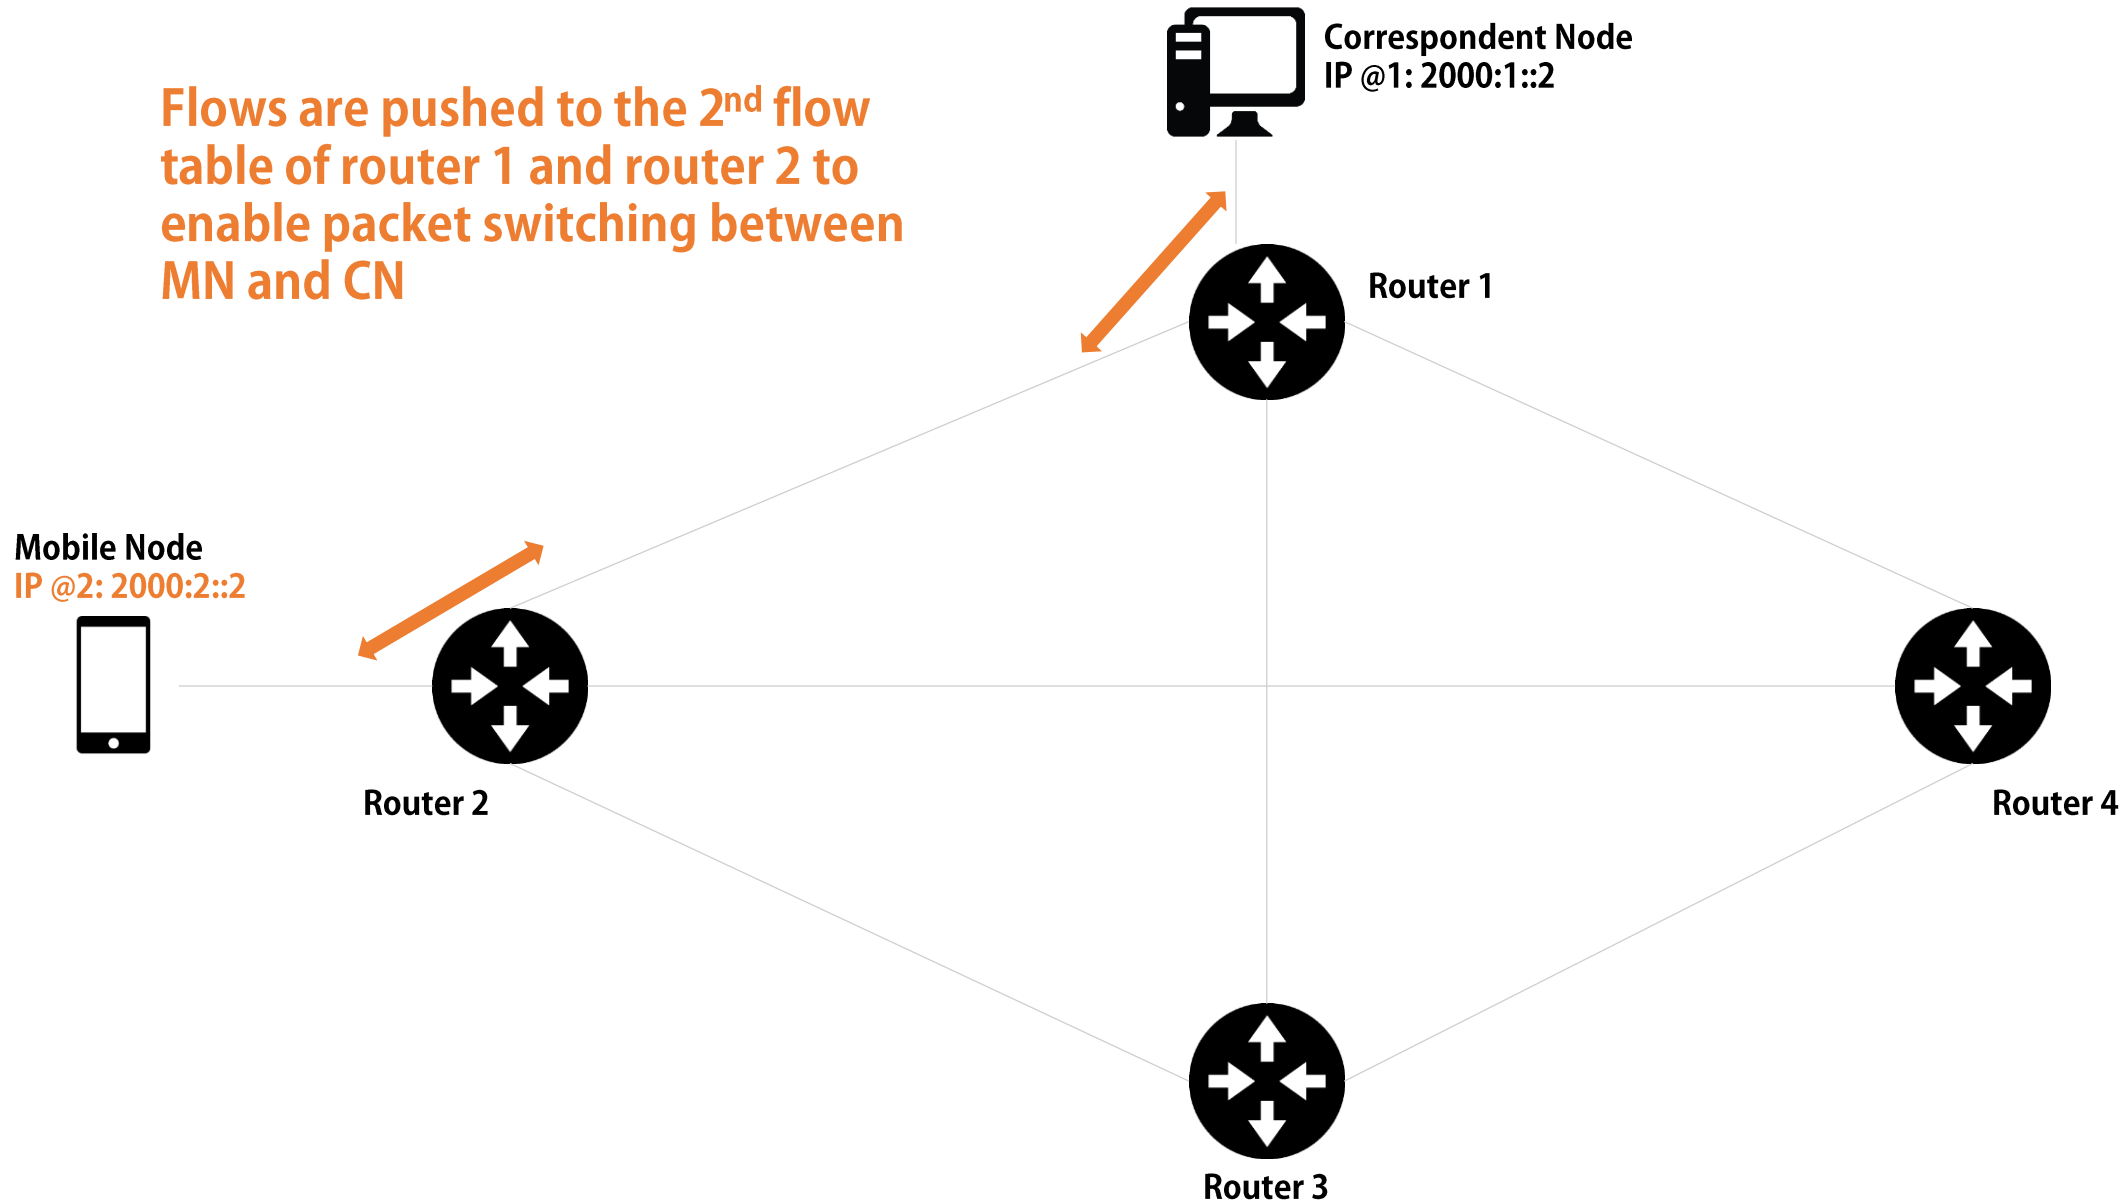 Correspondent Node
IP @1: 2000:1::2
Flows are pushed to the 2nd flow
table of router 1 and router 2 to
enable packet switching between
MN and CN
Router 1
Mobile Node
IP @2: 2000:2::2
Router 2
Router 4
Router 3